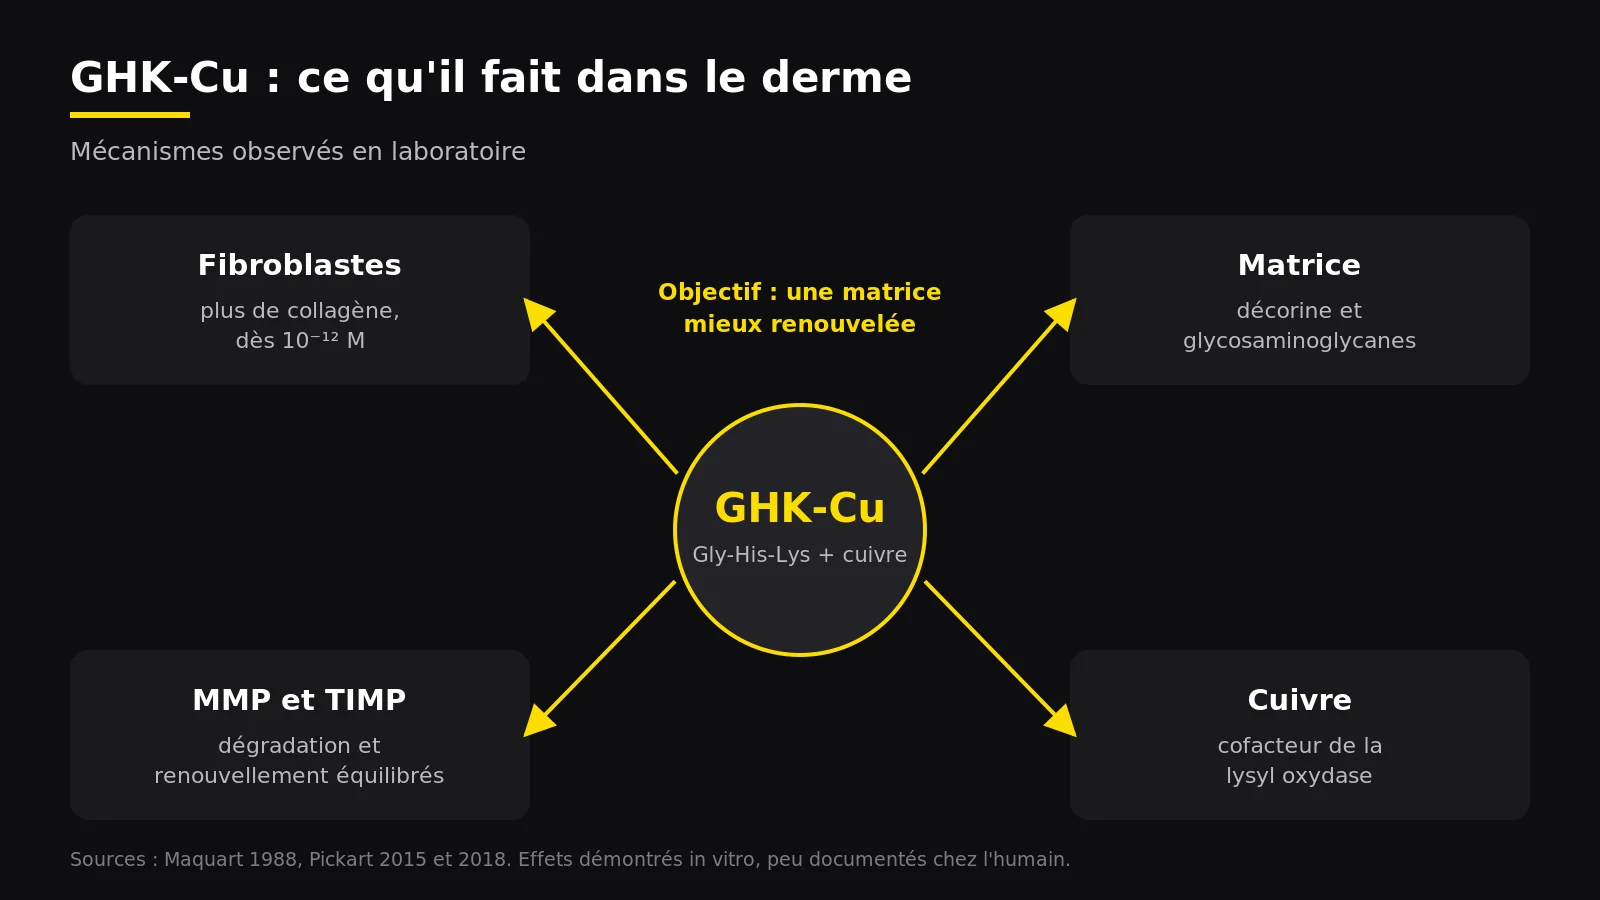 GHK-Cu : ce qu'il fait dans le derme
Mécanismes observés en laboratoire
Fibroblastes
plus de collagène,
dès 10⁻¹² M
Objectif : une matrice
mieux renouvelée
Matrice
décorine et
glycosaminoglycanes
GHK-Cu
Gly-His-Lys + cuivre
MMP et TIMP
dégradation et
renouvellement équilibrés
Cuivre
cofacteur de la
lysyl oxydase
Sources : Maquart 1988, Pickart 2015 et 2018. Effets démontrés in vitro, peu documentés chez l'humain.